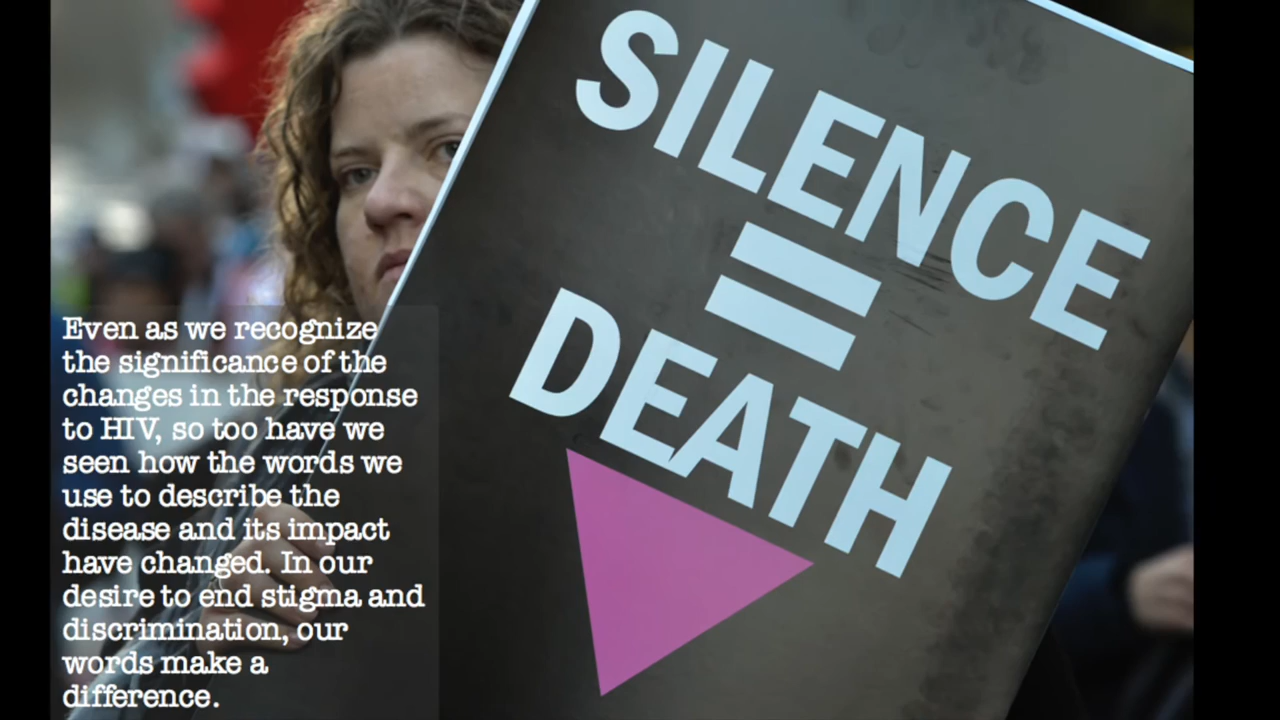 SILENCE
=
DEATH
Even as we recognize
the significance of the
changes in the response
to HIV, so too have we
seen how the words we
use to describe the
disease and its impact
have changed. In our
desire to end stigma and
discrimination, our
words make a
difference.